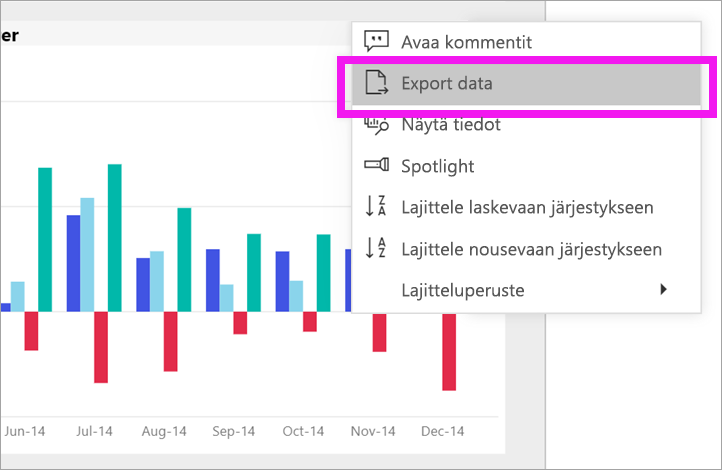 er
Avaa kommentit
Export data
Näytä tiedot
Spotlight
Lajittele laskevaan järjestykseen
Lajittele nousevaan järjestykseen
Lajitteluperuste
Jun-14 Jul-14 Aug-14 Sep-14 Oct-14 Nov-14 Dec-14